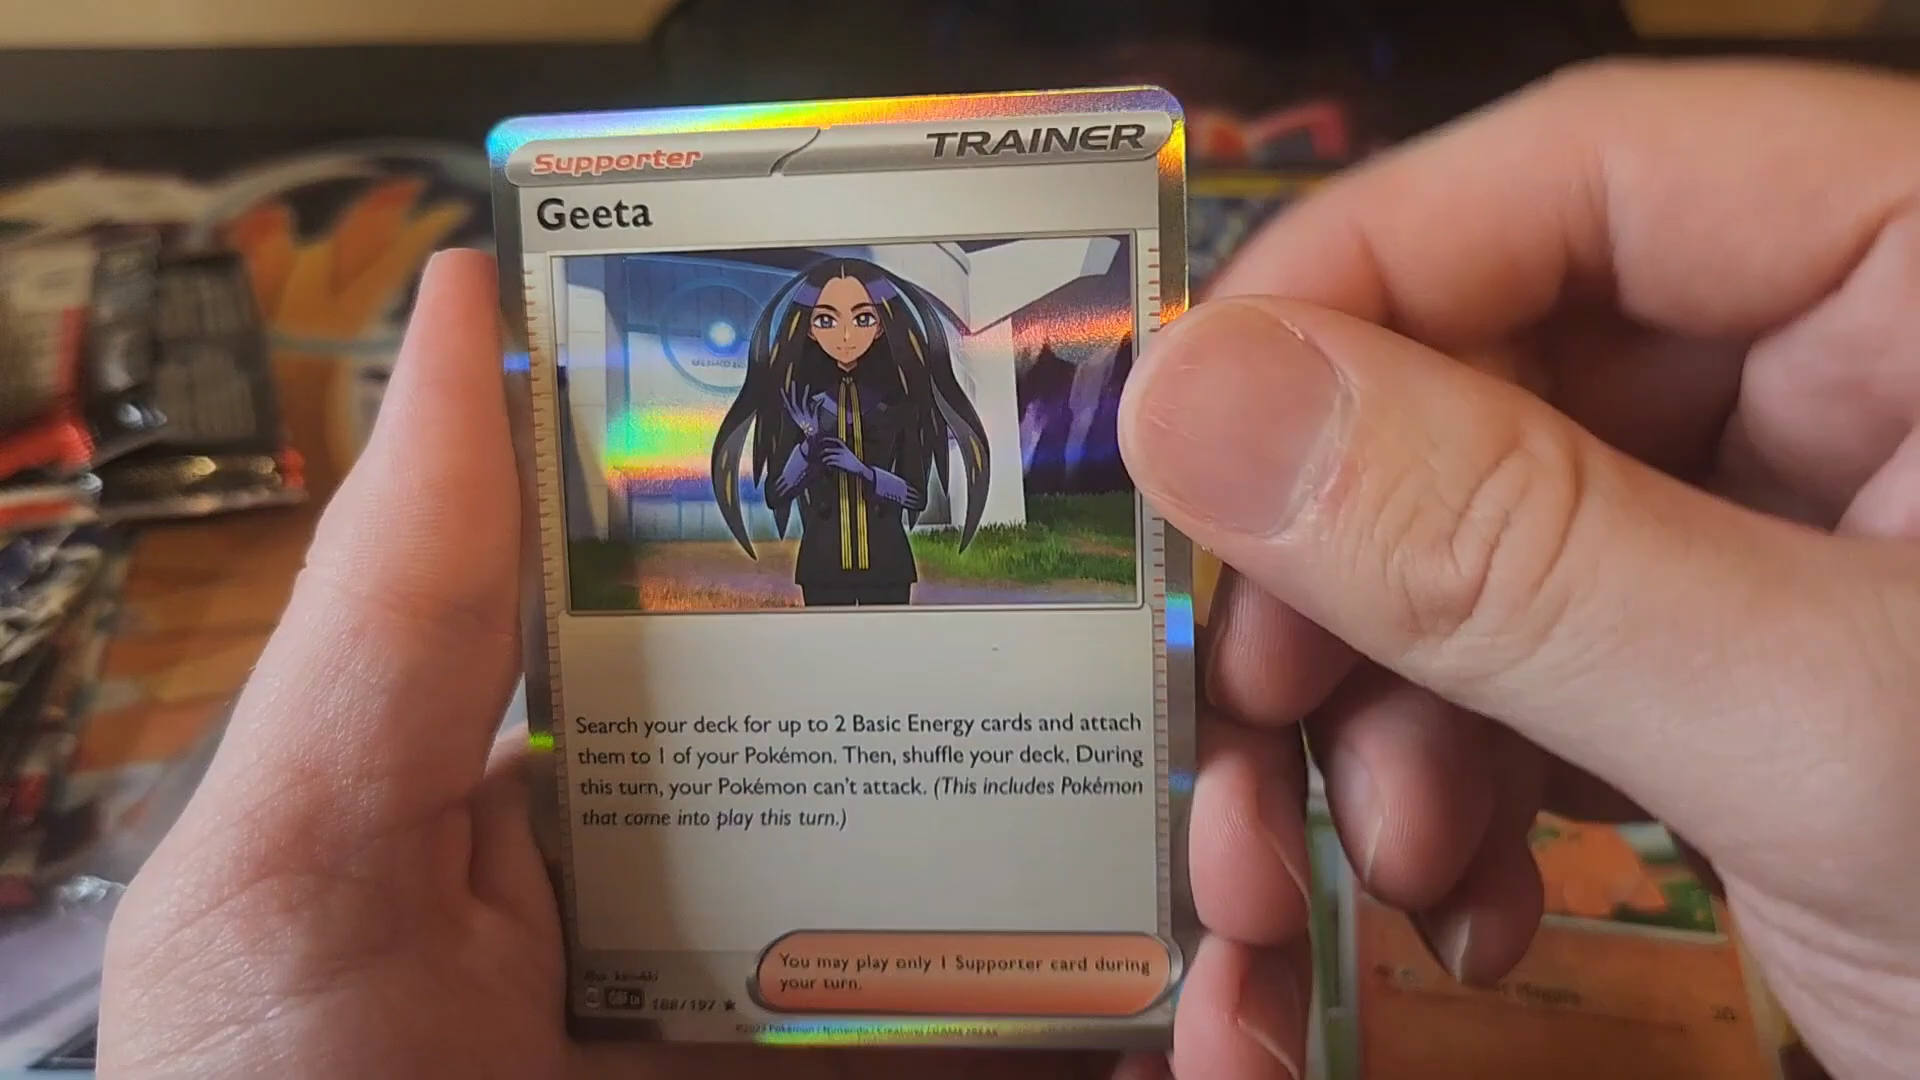 Supporter
TRAINER
Geeta
Search your deck for up to 2 Basic Energy cards and attach
them to 1 of your Pokémon. Then, shuffle your deck. During
this turn, your Pokémon can't attack. (This includes Pokémon
that come into play this turn.)
You may play only 1 Supporter card during
your turn.
188/197